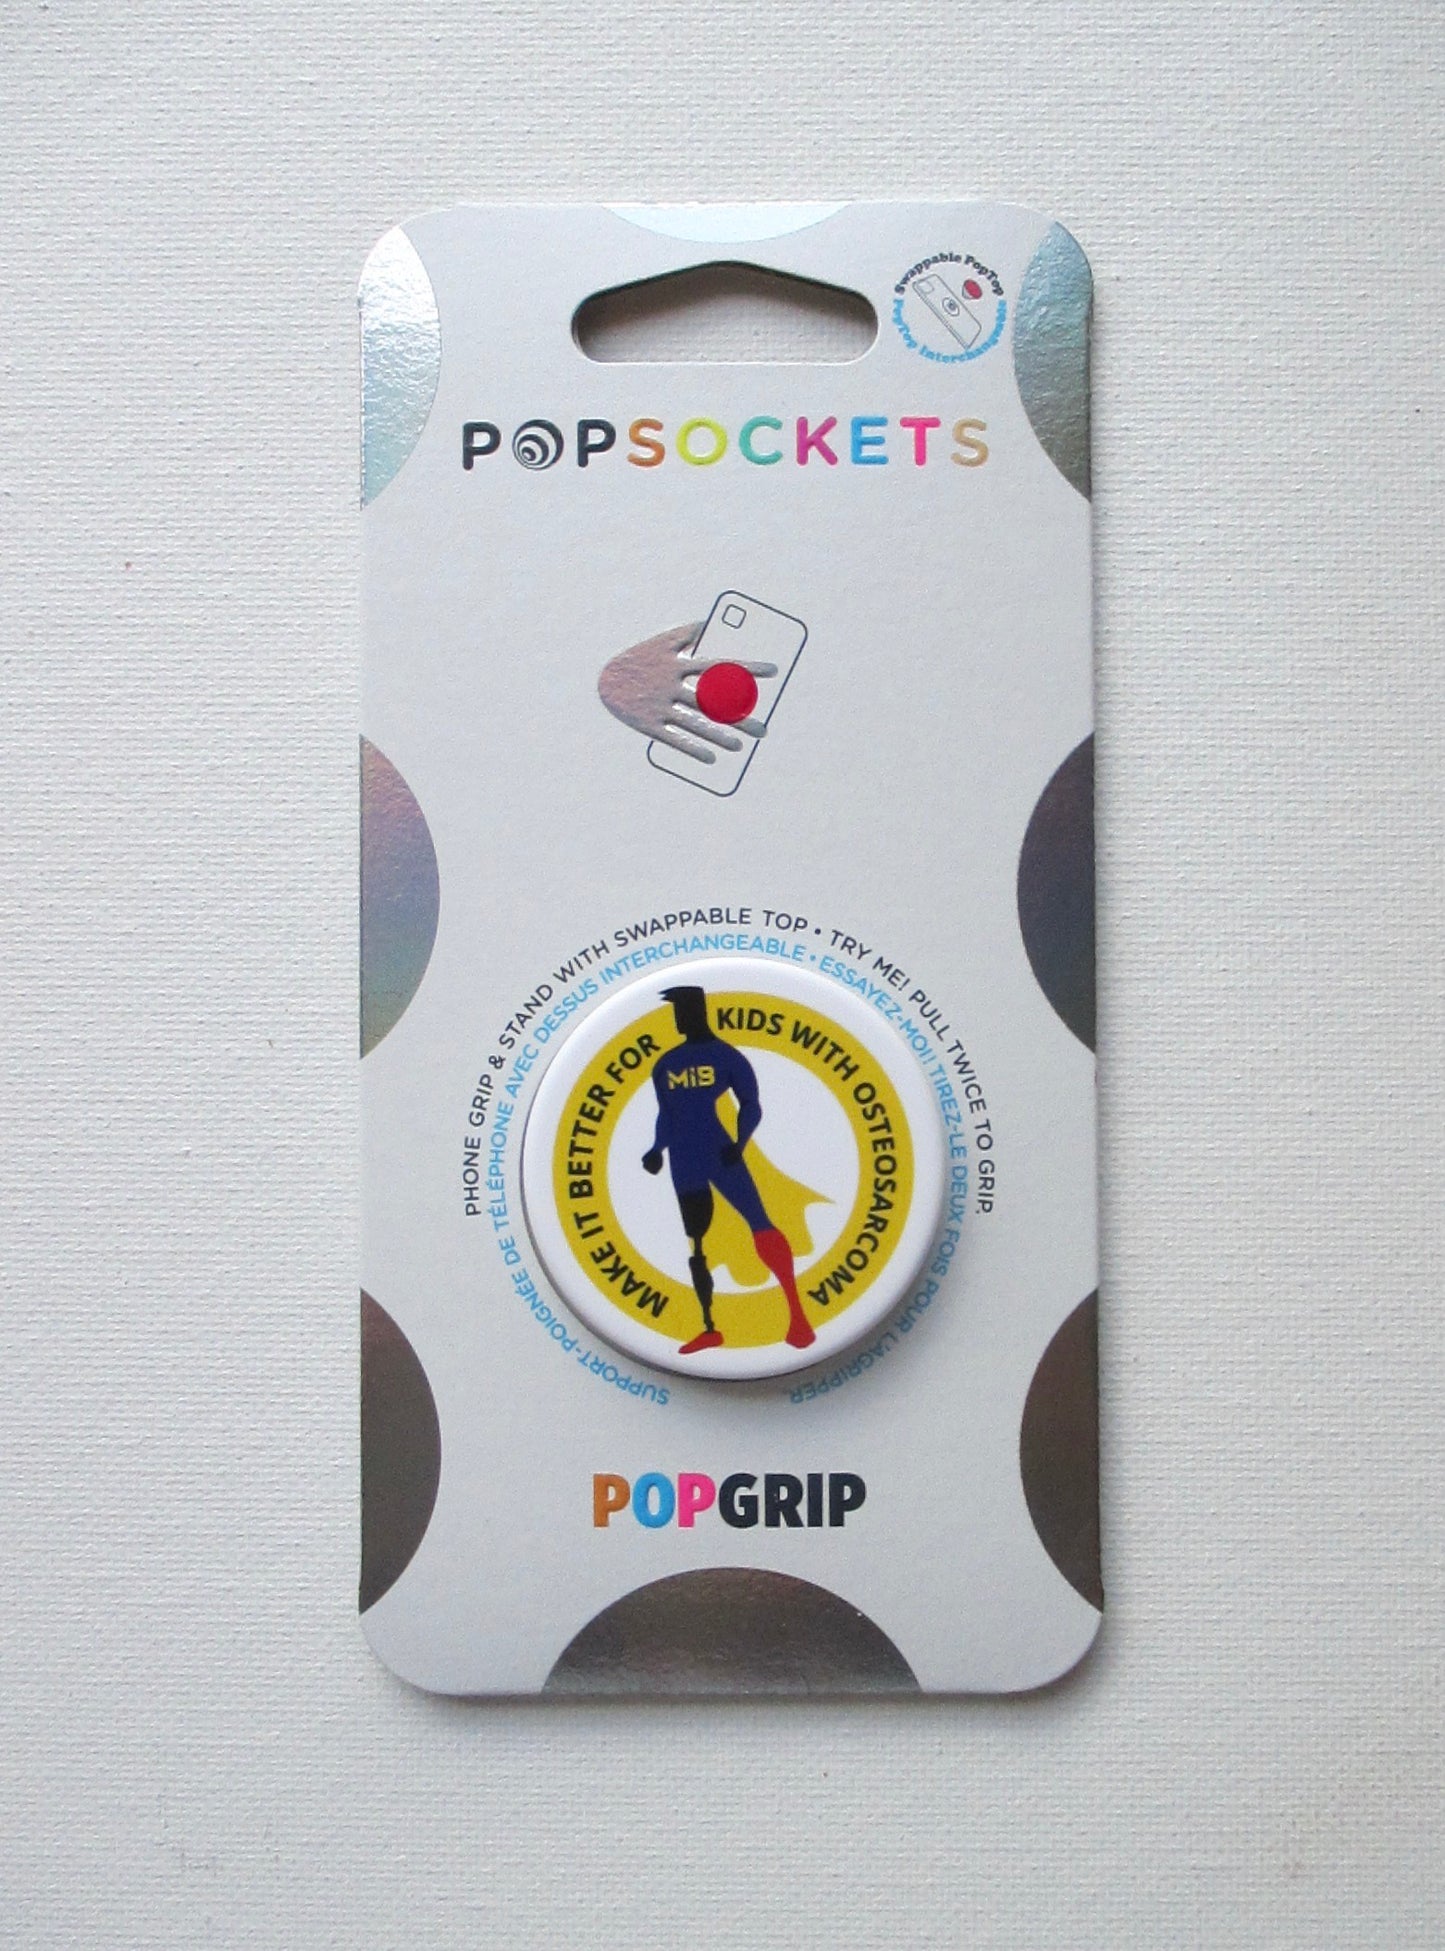 Swappable PopTop
PopTop Interchangeable
POPSOCKETS
PHONE GRIP & STAND WITH SWAPPABLE TOP • TRY ME! PULL TWICE TO GRIP.
SUPPORT-POIGNÉE DE TÉLÉPHONE AVEC DESSUS INTERCHANGEABLE • ESSAYEZ-MOI! TIREZ-LE DEUX FOIS POUR L'AGRIPPER
MAKE IT BETTER FOR KIDS WITH OSTEOSARCOMA
MiB
POPGRIP